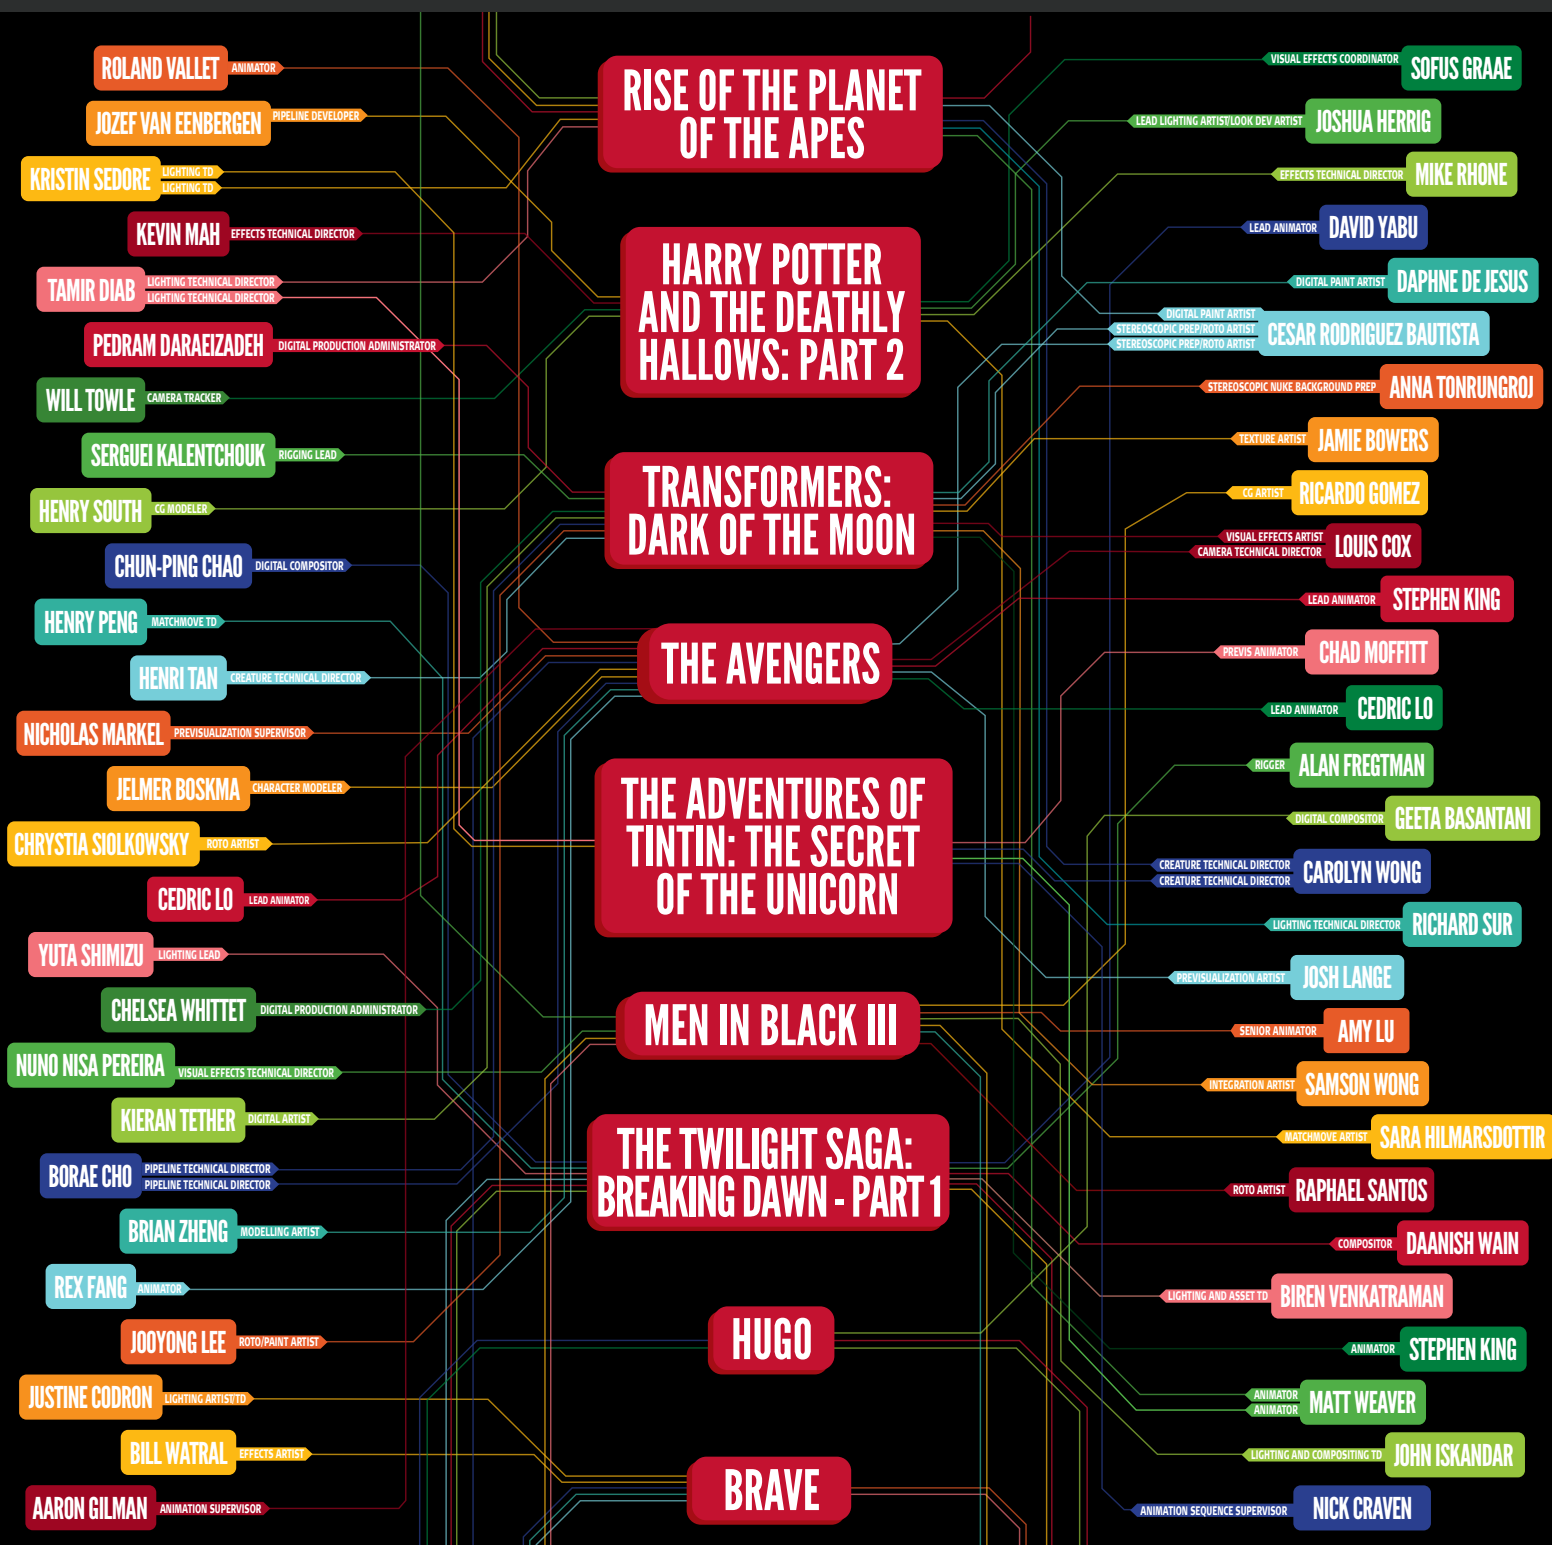 ROLAND VALLET
ANIMATOR
JOZEF VAN EENBERGEN
PIPELINE DEVELOPER
KRISTIN SEDORE
LIGHTING TD
LIGHTING TD
KEVIN MAH
EFFECTS TECHNICAL DIRECTOR
TAMIR DIAB
LIGHTING TECHNICAL DIRECTOR
LIGHTING TECHNICAL DIRECTOR
PEDRAM DARAEIZADEH
DIGITAL PRODUCTION ADMINISTRATOR
WILL TOWLE
CAMERA TRACKER
SERGUEI KALENTCHOUK
RIGGING LEAD
HENRY SOUTH
CG MODELER
CHUN-PING CHAO
DIGITAL COMPOSITOR
HENRY PENG
MATCHMOVE TD
HENRI TAN
CREATURE TECHNICAL DIRECTOR
NICHOLAS MARKEL
PREVISUALIZATION SUPERVISOR
JELMER BOSKMA
CHARACTER MODELER
CHRYSTIA SIOLKOWSKY
ROTO ARTIST
CEDRIC LO
LEAD ANIMATOR
YUTA SHIMIZU
LIGHTING LEAD
CHELSEA WHITTET
DIGITAL PRODUCTION ADMINISTRATOR
NUNO NISA PEREIRA
VISUAL EFFECTS TECHNICAL DIRECTOR
KIERAN TETHER
DIGITAL ARTIST
BORAE CHO
PIPELINE TECHNICAL DIRECTOR
PIPELINE TECHNICAL DIRECTOR
BRIAN ZHENG
MODELLING ARTIST
REX FANG
ANIMATOR
JOOYONG LEE
ROTO/PAINT ARTIST
JUSTINE CODRON
LIGHTING ARTIST/TD
BILL WATRAL
EFFECTS ARTIST
AARON GILMAN
ANIMATION SUPERVISOR
RISE OF THE PLANET
OF THE APES
HARRY POTTER
AND THE DEATHLY
HALLOWS: PART 2
TRANSFORMERS:
DARK OF THE MOON
THE AVENGERS
THE ADVENTURES OF
TINTIN: THE SECRET
OF THE UNICORN
MEN IN BLACK III
THE TWILIGHT SAGA:
BREAKING DAWN - PART 1
HUGO
BRAVE
VISUAL EFFECTS COORDINATOR
SOFUS GRAAE
LEAD LIGHTING ARTIST/LOOK DEV ARTIST
JOSHUA HERRIG
EFFECTS TECHNICAL DIRECTOR
MIKE RHONE
LEAD ANIMATOR
DAVID YABU
DIGITAL PAINT ARTIST
DAPHNE DE JESUS
DIGITAL PAINT ARTIST
STEREOSCOPIC PREP/ROTO ARTIST
STEREOSCOPIC PREP/ROTO ARTIST
CESAR RODRIGUEZ BAUTISTA
STEREOSCOPIC NUKE BACKGROUND PREP
ANNA TONRUNGROJ
TEXTURE ARTIST
JAMIE BOWERS
CG ARTIST
RICARDO GOMEZ
VISUAL EFFECTS ARTIST
CAMERA TECHNICAL DIRECTOR
LOUIS COX
LEAD ANIMATOR
STEPHEN KING
PREVIS ANIMATOR
CHAD MOFFITT
LEAD ANIMATOR
CEDRIC LO
RIGGER
ALAN FREGTMAN
DIGITAL COMPOSITOR
GEETA BASANTANI
CREATURE TECHNICAL DIRECTOR
CREATURE TECHNICAL DIRECTOR
CAROLYN WONG
LIGHTING TECHNICAL DIRECTOR
RICHARD SUR
PREVISUALIZATION ARTIST
JOSH LANGE
SENIOR ANIMATOR
AMY LU
INTEGRATION ARTIST
SAMSON WONG
MATCHMOVE ARTIST
SARA HILMARSDOTTIR
ROTO ARTIST
RAPHAEL SANTOS
COMPOSITOR
DAANISH WAIN
LIGHTING AND ASSET TD
BIREN VENKATRAMAN
ANIMATOR
STEPHEN KING
ANIMATOR
ANIMATOR
MATT WEAVER
LIGHTING AND COMPOSITING TD
JOHN ISKANDAR
ANIMATION SEQUENCE SUPERVISOR
NICK CRAVEN